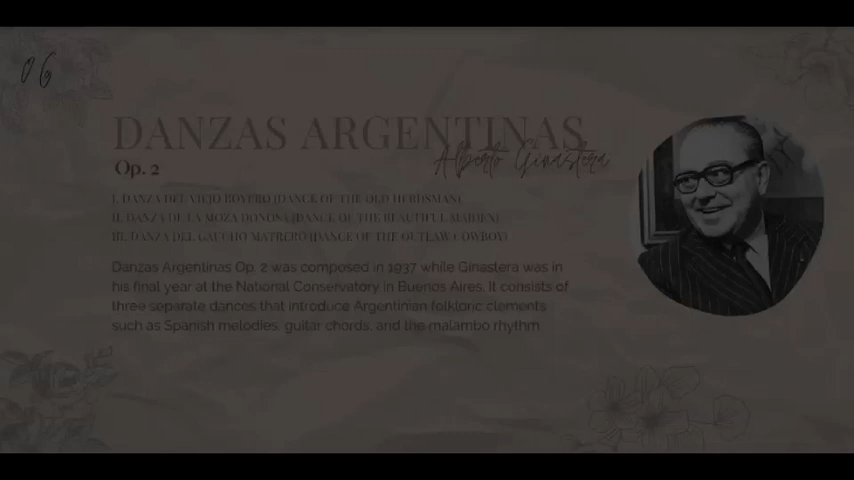 06
DANZAS ARGENTINAS
Alberto Ginastera
Op. 2
I. DANZA DEL VIEJO BOYERO [DANCE OF THE OLD HERDSMAN]
II. DANZA DE LA MOZA DONOSA [DANCE OF THE BEAUTIFUL MAIDEN]
III. DANZA DEL GAUCHO MATRERO [DANCE OF THE OUTLAW COWBOY]
Danzas Argentinas Op. 2 was composed in 1937 while Ginastera was in
his final year at the National Conservatory in Buenos Aires. It consists of
three separate dances that introduce Argentinian folkloric elements
such as Spanish melodies, guitar chords, and the malambo rhythm.